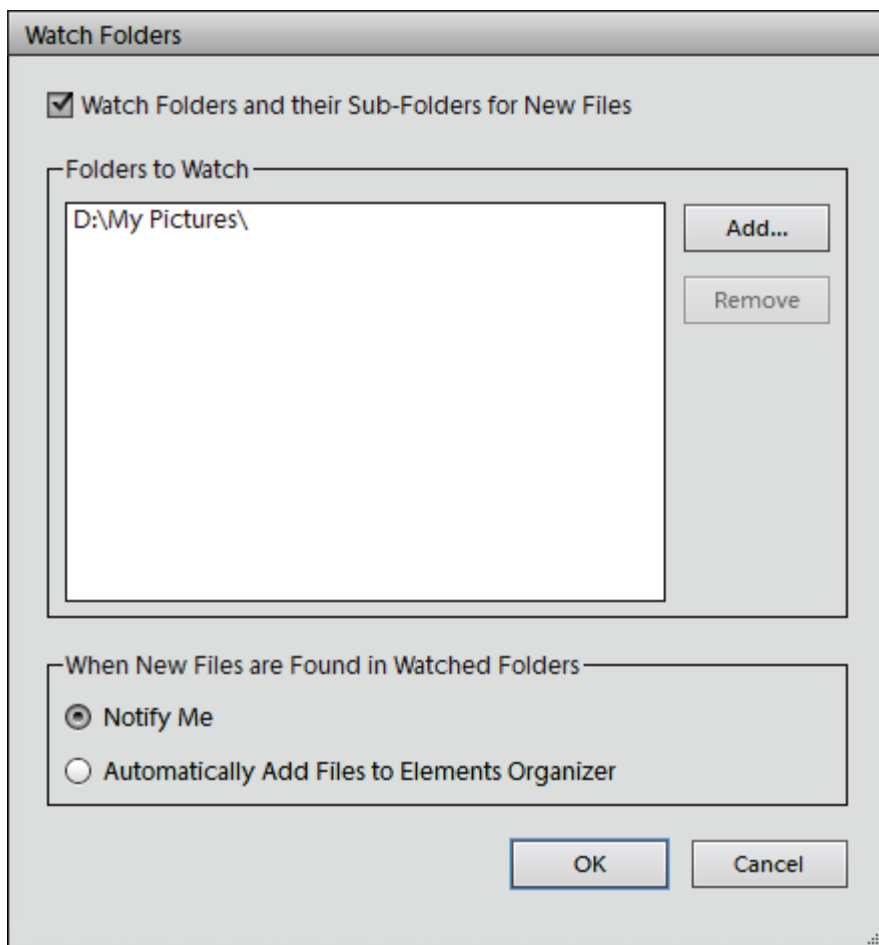 Watch Folders
Watch Folders and their Sub-Folders for New Files
Folders to Watch
D:\My Pictures\
Add...
Remove
When New Files are Found in Watched Folders
Notify Me
Automatically Add Files to Elements Organizer
OK
Cancel